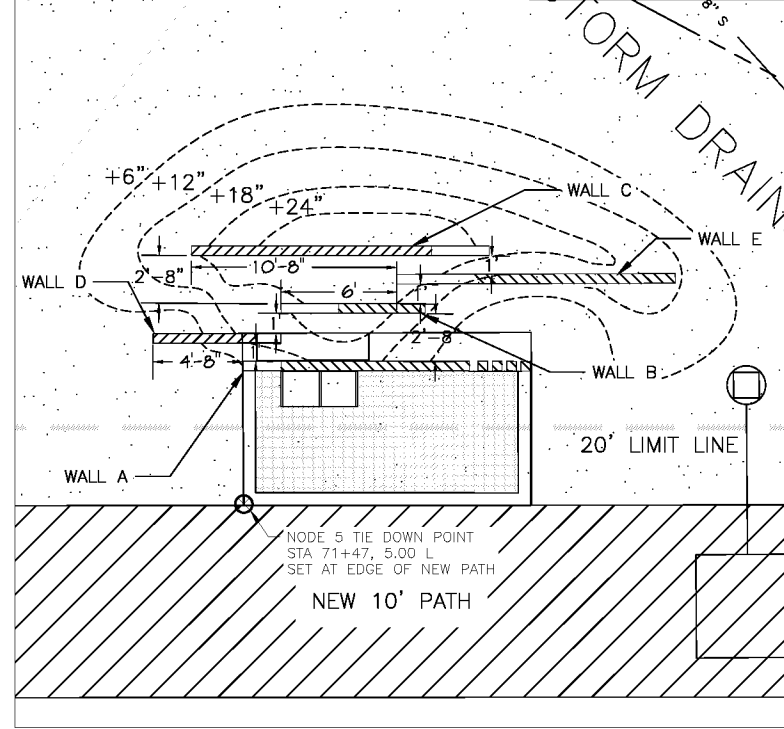 8" S
STORM DRAIN
+6"
+12"
+18"
+24"
WALL C
WALL E
10'-8"
2'-8"
WALL D
6'
1'
1'
2'-8"
4'-8"
1'
WALL B
20' LIMIT LINE
WALL A
NODE 5 TIE DOWN POINT
STA 71+47, 5.00 L
SET AT EDGE OF NEW PATH
NEW 10' PATH